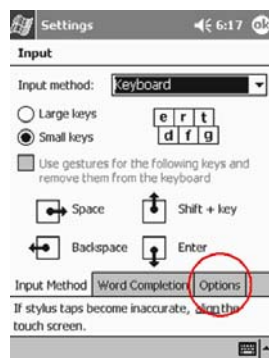 Settings 6:17 ok
Input
Input method: Keyboard
Large keys
Small keys
e r t
d f g
Use gestures for the following keys and
remove them from the keyboard
Space Shift + key
Backspace Enter
Input Method Word Completion Options
If stylus taps become inaccurate, align the
touch screen.